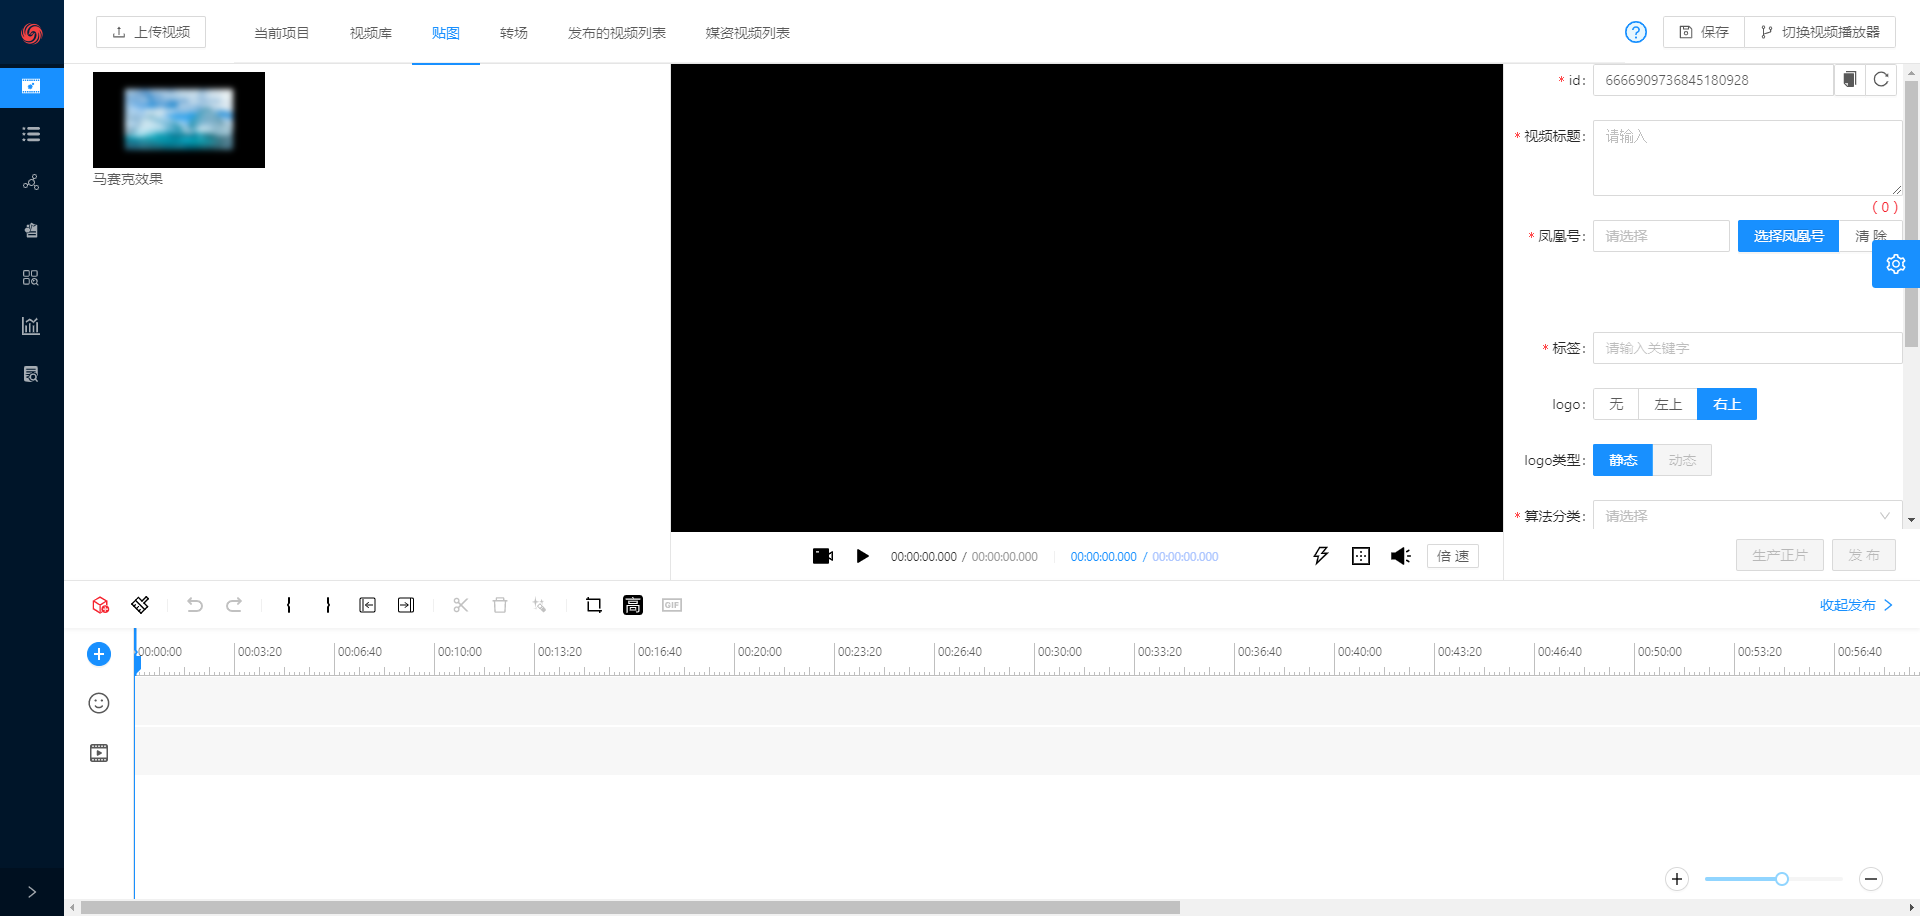 上传视频
当前项目
视频库
贴图
转场
发布的视频列表
媒资视频列表
?
保存
切换视频播放器
马赛克效果
* id:
6666909736845180928
* 视频标题:
请输入
( 0 )
* 凤凰号:
请选择
选择凤凰号
清 除
* 标签:
请输入关键字
logo:
无
左上
右上
logo类型:
静态
动态
* 算法分类:
请选择
00:00:00.000 / 00:00:00.000
00:00:00.000 / 00:00:00.000
倍 速
生产正片
发 布
高
GIF
收起发布
00:00:00
00:03:20
00:06:40
00:10:00
00:13:20
00:16:40
00:20:00
00:23:20
00:26:40
00:30:00
00:33:20
00:36:40
00:40:00
00:43:20
00:46:40
00:50:00
00:53:20
00:56:40